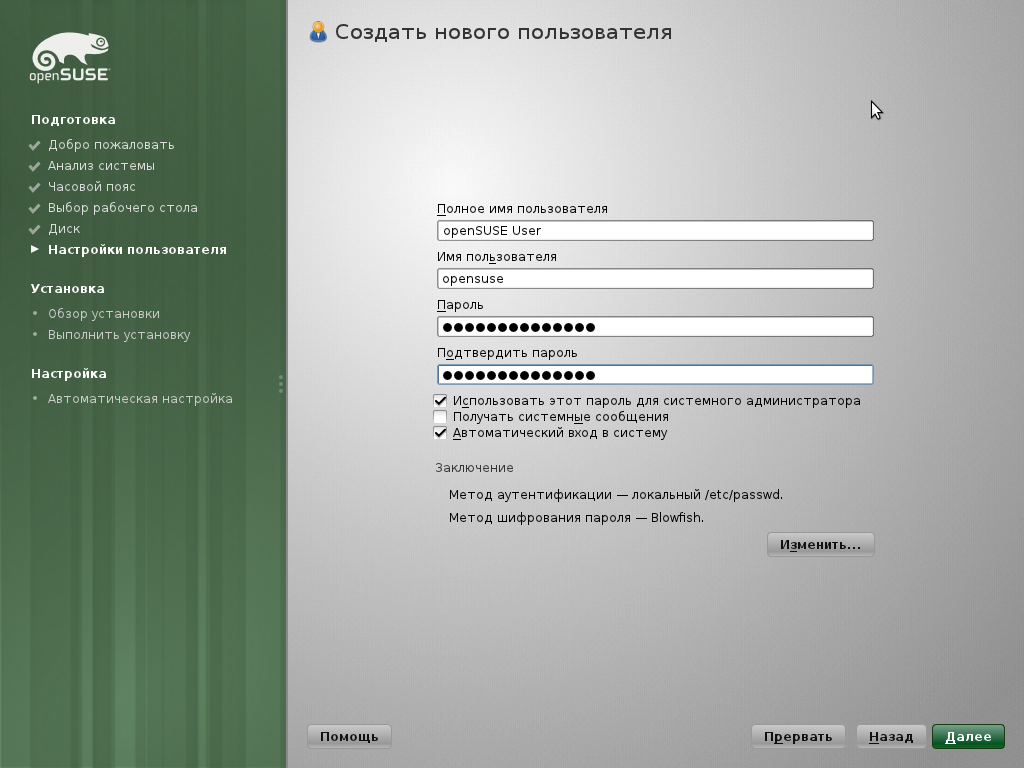 openSUSE
Подготовка
Добро пожаловать
Анализ системы
Часовой пояс
Выбор рабочего стола
Диск
Настройки пользователя
Установка
Обзор установки
Выполнить установку
Настройка
Автоматическая настройка
Создать нового пользователя
Полное имя пользователя
openSUSE User
Имя пользователя
opensuse
Пароль
●●●●●●●●●●●●●●
Подтвердить пароль
●●●●●●●●●●●●●●
Использовать этот пароль для системного администратора
Получать системные сообщения
Автоматический вход в систему
Заключение
Метод аутентификации — локальный /etc/passwd.
Метод шифрования пароля — Blowfish.
Изменить...
Помощь
Прервать
Назад
Далее